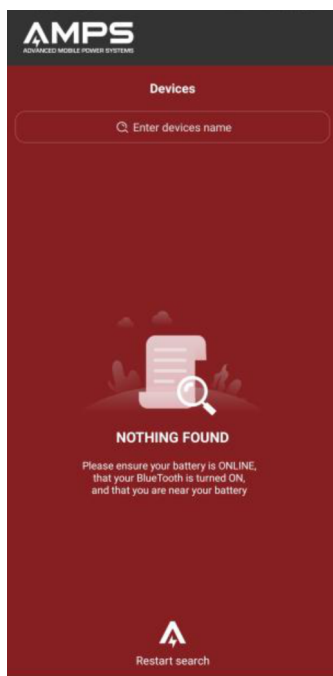 AMPS
ADVANCED MOBILE POWER SYSTEMS
Devices
Enter devices name
NOTHING FOUND
Please ensure your battery is ONLINE,
that your BlueTooth is turned ON,
and that you are near your battery
Restart search